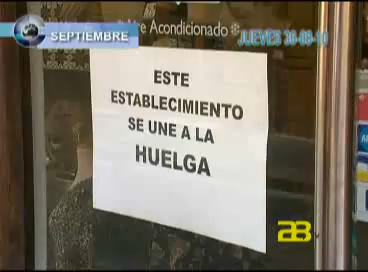 SEPTIEMBRE
Aire Acondicionado
JUEVES 30-09-10
ESTE
ESTABLECIMIENTO
SE UNE A LA
HUELGA